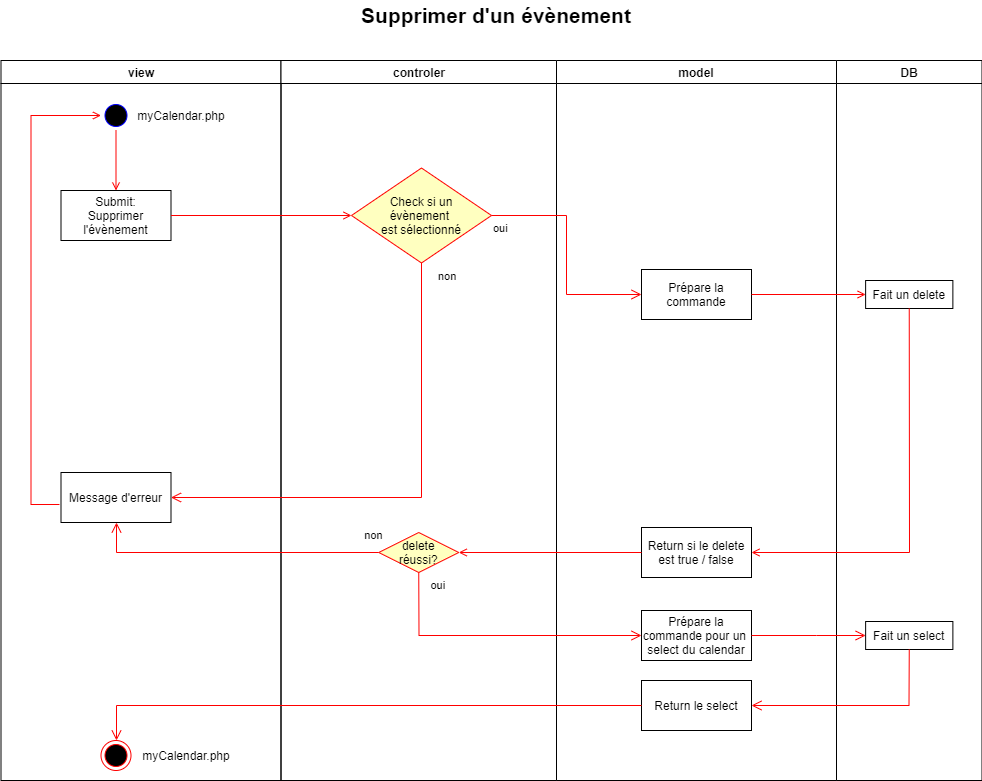 Supprimer d'un évènement
view
controler
model
DB
myCalendar.php
Submit:
Supprimer
l'évènement
Check si un
évènement
est sélectionné
oui
non
Prépare la
commande
Fait un delete
Message d'erreur
non
delete
réussi?
oui
Return si le delete
est true / false
Prépare la
commande pour un
select du calendar
Fait un select
Return le select
myCalendar.php